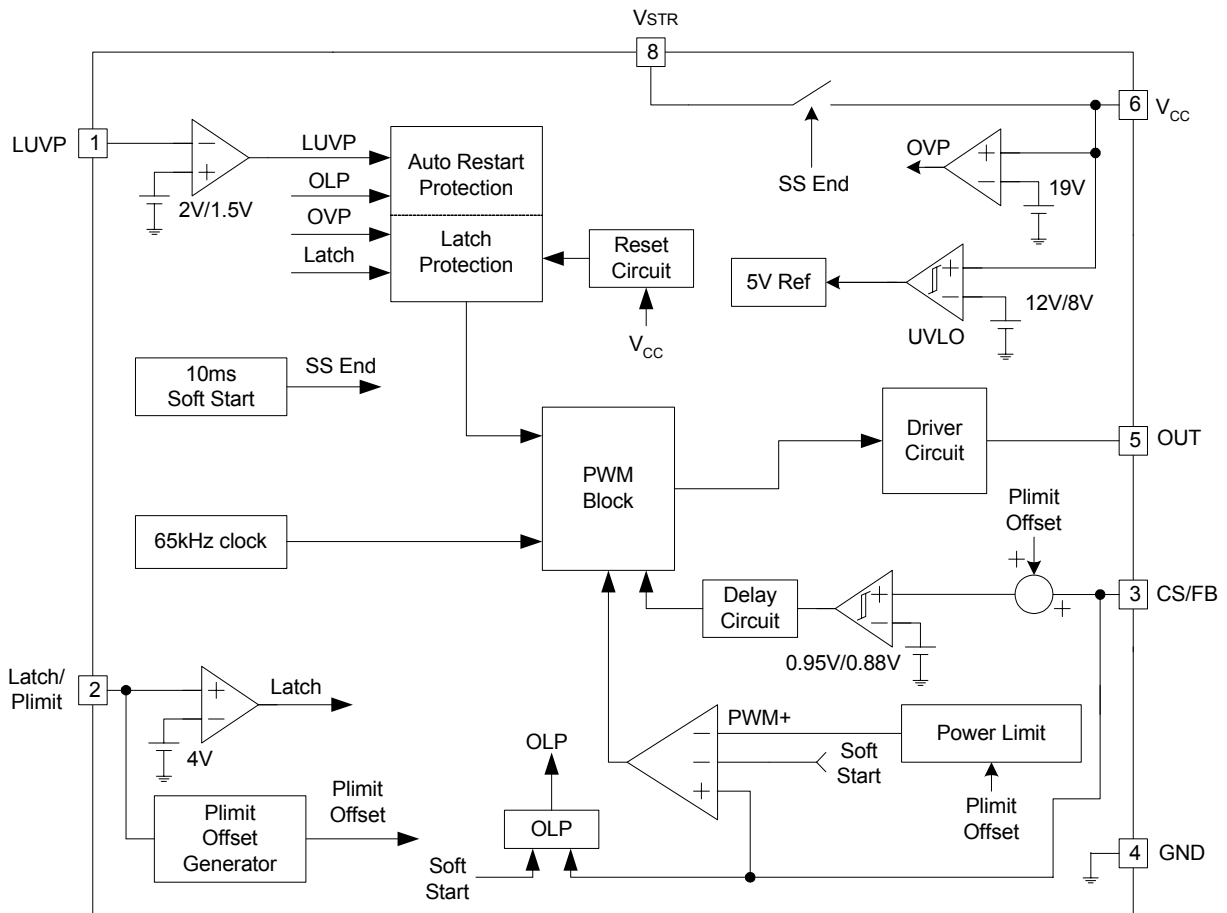 VSTR
8
6
VCC
LUVP
1
−
+
2V/1.5V
LUVP
OLP
OVP
Latch
Auto Restart
Protection
Latch
Protection
Reset
Circuit
VCC
SS End
OVP
+
−
19V
5V Ref
+
−
UVLO
12V/8V
10ms
Soft Start
SS End
PWM
Block
Driver
Circuit
5
OUT
65kHz clock
Plimit
Offset
+
+
3
CS/FB
Delay
Circuit
+
−
0.95V/0.88V
Latch/
Plimit
2
+
−
4V
Latch
PWM+
−
−
+
Soft
Start
Power Limit
Plimit
Offset
OLP
OLP
Plimit
Offset
Generator
Plimit
Offset
Soft
Start
4
GND